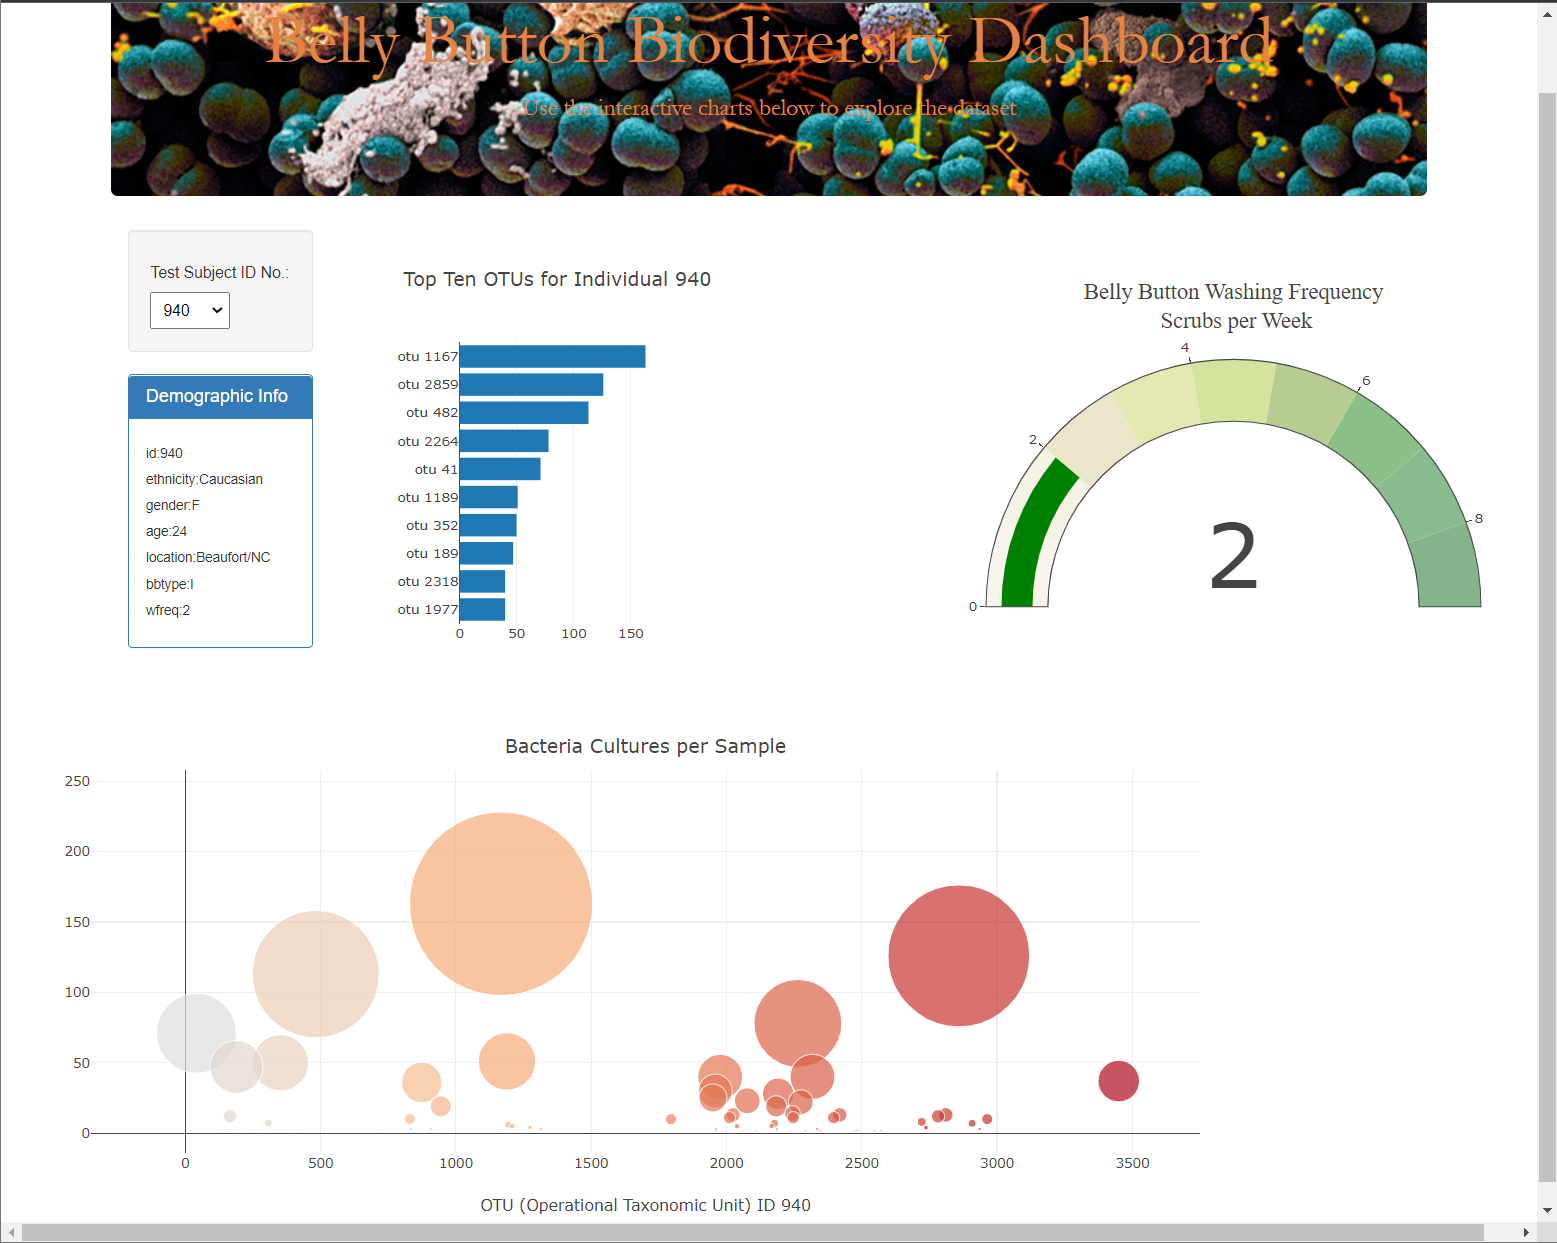 Belly Button Biodiversity Dashboard
Use the interactive charts below to explore the dataset
Test Subject ID No.:
940
Demographic Info
id:940
ethnicity:Caucasian
gender:F
age:24
location:Beaufort/NC
bbtype:I
wfreq:2
Top Ten OTUs for Individual 940
otu 1167
otu 2859
otu 482
otu 2264
otu 41
otu 1189
otu 352
otu 189
otu 2318
otu 1977
0 50 100 150
Belly Button Washing Frequency
Scrubs per Week
0
2
4
6
8
2
Bacteria Cultures per Sample
250
200
150
100
50
0
0 500 1000 1500 2000 2500 3000 3500
OTU (Operational Taxonomic Unit) ID 940